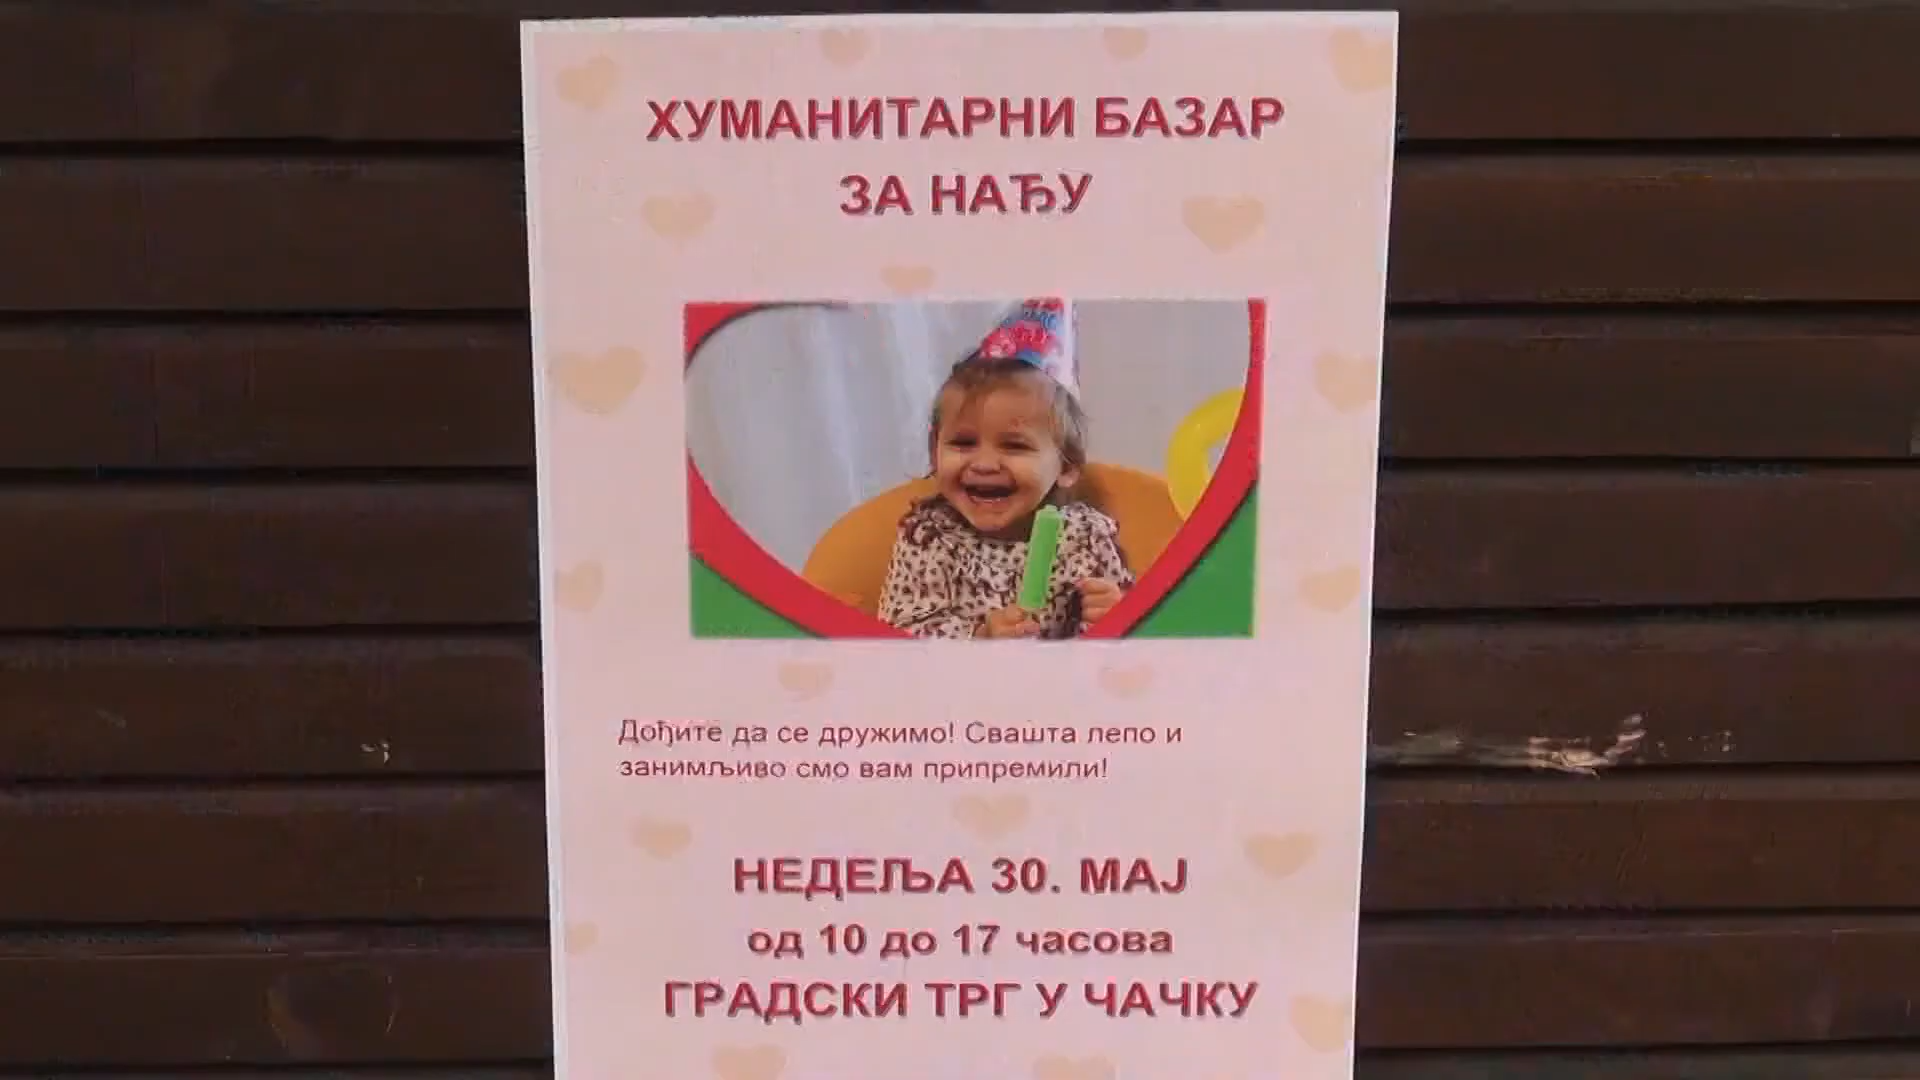 ХУМАНИТАРНИ БАЗАР
ЗА НАЂУ
Дођите да се дружимо! Свашта лепо и
занимљиво смо вам припремили!
НЕДЕЉА 30. МАЈ
од 10 до 17 часова
ГРАДСКИ ТРГ У ЧАЧКУ